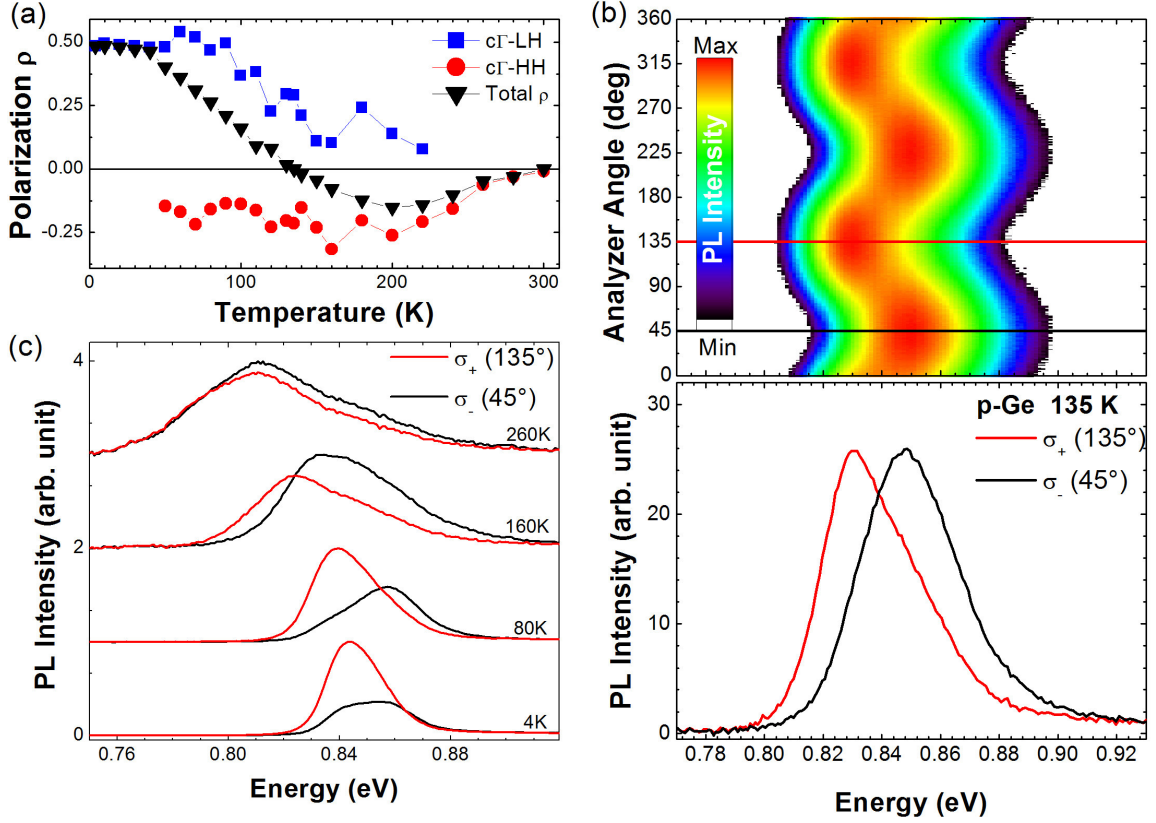 (a)
0.50
0.25
0.00
-0.25
Polarization ρ
cΓ-LH
cΓ-HH
Total ρ
0 100 200 300
Temperature (K)
(b)
360
315
270
225
180
135
90
45
0
Analyzer Angle (deg)
Max
PL Intensity
Min
(c)
4
2
0
PL Intensity (arb. unit)
σ+ (135°)
σ- (45°)
260K
160K
80K
4K
0.76 0.80 0.84 0.88
Energy (eV)
30
20
10
0
PL Intensity (arb. unit)
p-Ge 135 K
σ+ (135°)
σ- (45°)
0.78 0.80 0.82 0.84 0.86 0.88 0.90 0.92
Energy (eV)